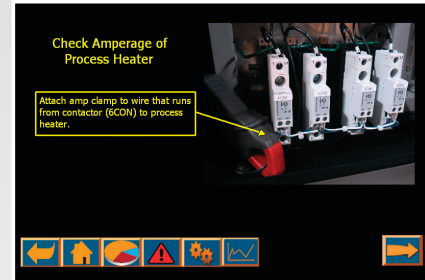 Check Amperage of
Process Heater
Attach amp clamp to wire that runs
from contactor (6CON) to process
heater.